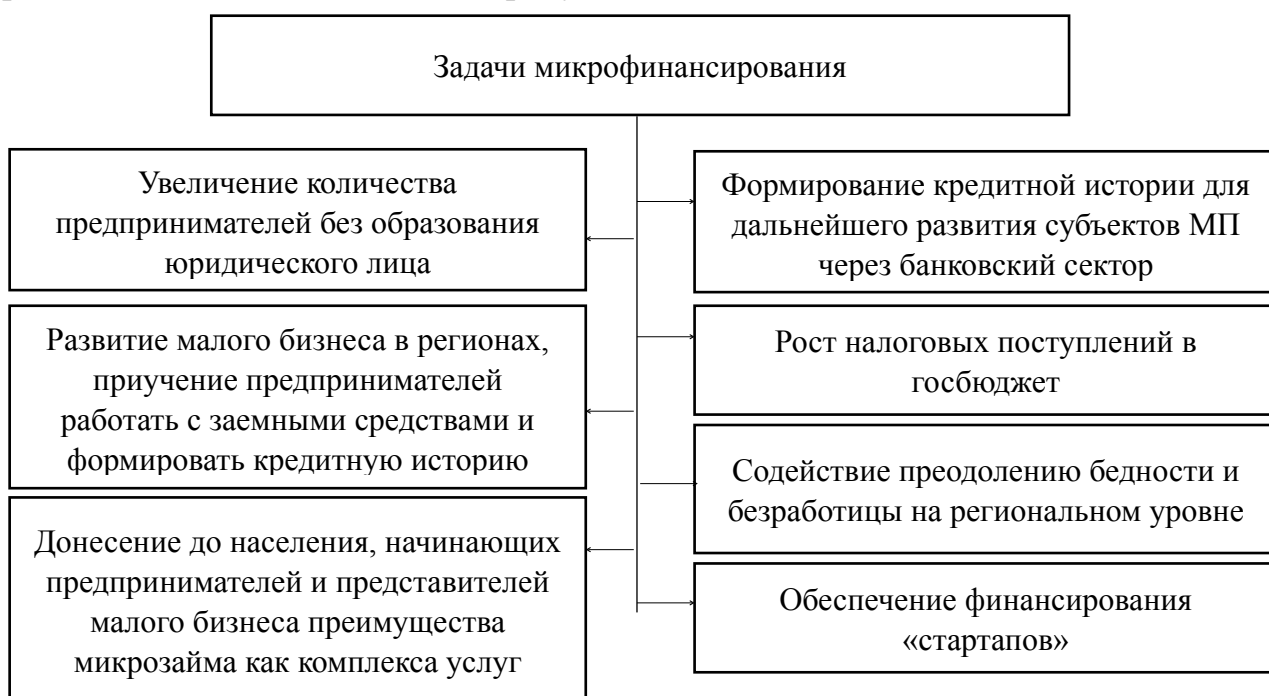 Задачи микрофинансирования
Увеличение количества
предпринимателей без образования
юридического лица
Развитие малого бизнеса в регионах,
приучение предпринимателей
работать с заемными средствами и
формировать кредитную историю
Донесение до населения, начинающих
предпринимателей и представителей
малого бизнеса преимущества
микрозайма как комплекса услуг
Формирование кредитной истории для
дальнейшего развития субъектов МП
через банковский сектор
Рост налоговых поступлений в
госбюджет
Содействие преодолению бедности и
безработицы на региональном уровне
Обеспечение финансирования
«стартапов»